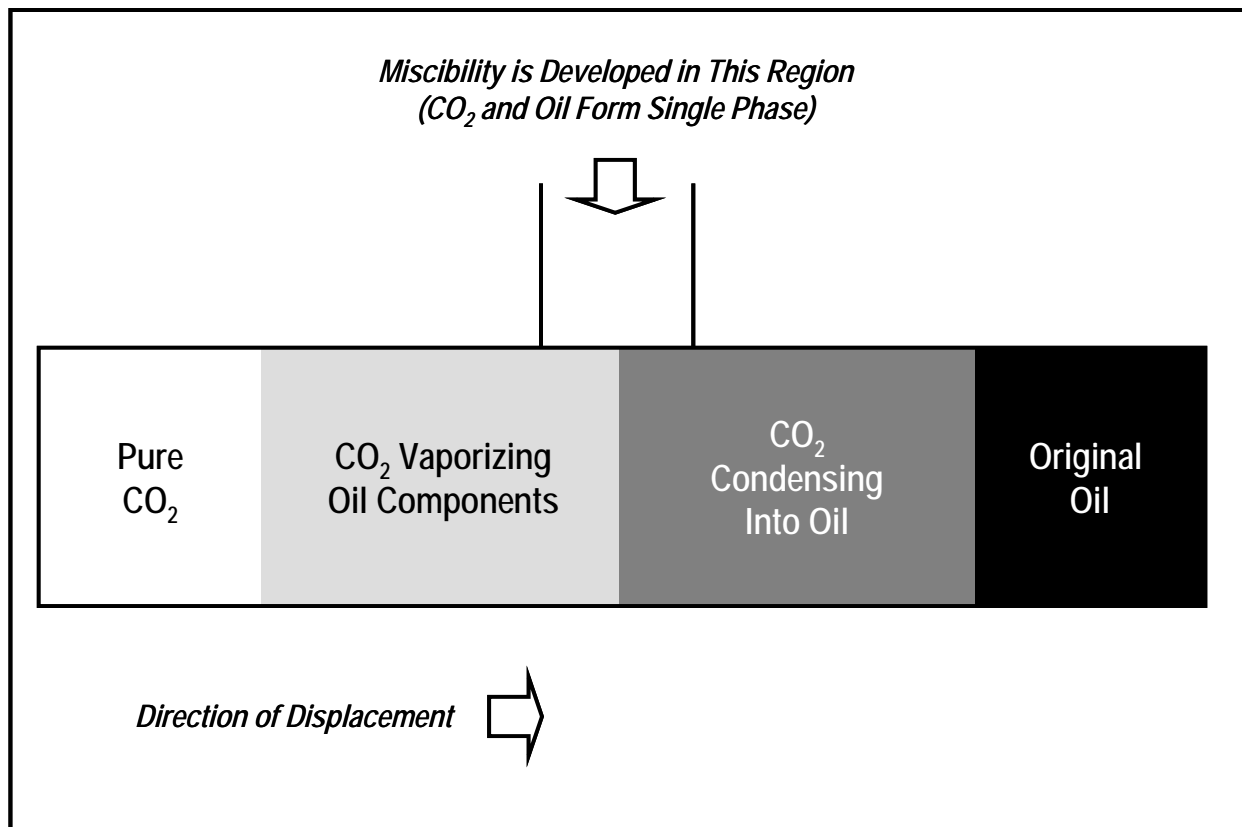 Miscibility is Developed in This Region
(CO₂ and Oil Form Single Phase)
Pure
CO₂
CO₂ Vaporizing
Oil Components
CO₂
Condensing
Into Oil
Original
Oil
Direction of Displacement